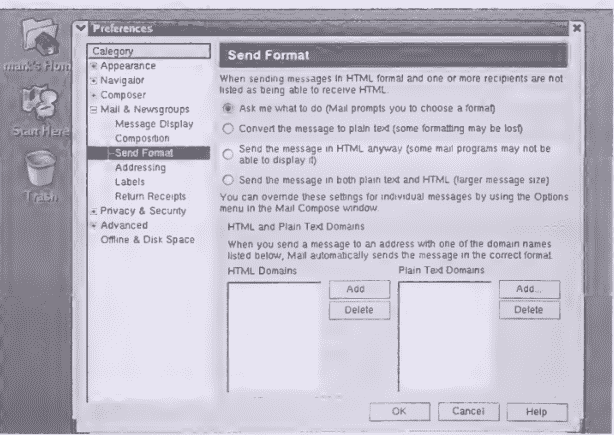 Preferences
mark's Hom
Start Here
Trash
Category
Appearance
Navigator
Composer
Mail & Newsgroups
Message Display
Composition
Send Format
Addressing
Labels
Return Receipts
Privacy & Security
Advanced
Offline & Disk Space
Send Format
When sending messages in HTML format and one or more recipients are not
listed as being able to receive HTML.
Ask me what to do (Mail prompts you to choose a format)
Convert the message to plain text (some formatting may be lost)
Send the message in HTML anyway (some mail programs may not be
able to display it)
Send the message in both plain text and HTML (larger message size)
You can override these settings for individual messages by using the Options
menu in the Mail Compose window.
HTML and Plain Text Domains
When you send a message to an address with one of the domain names
listed below, Mail automatically sends the message in the correct format
HTML Domains
Plain Text Domains
Add
Delete
Add...
Delete
OK
Cancel
Help